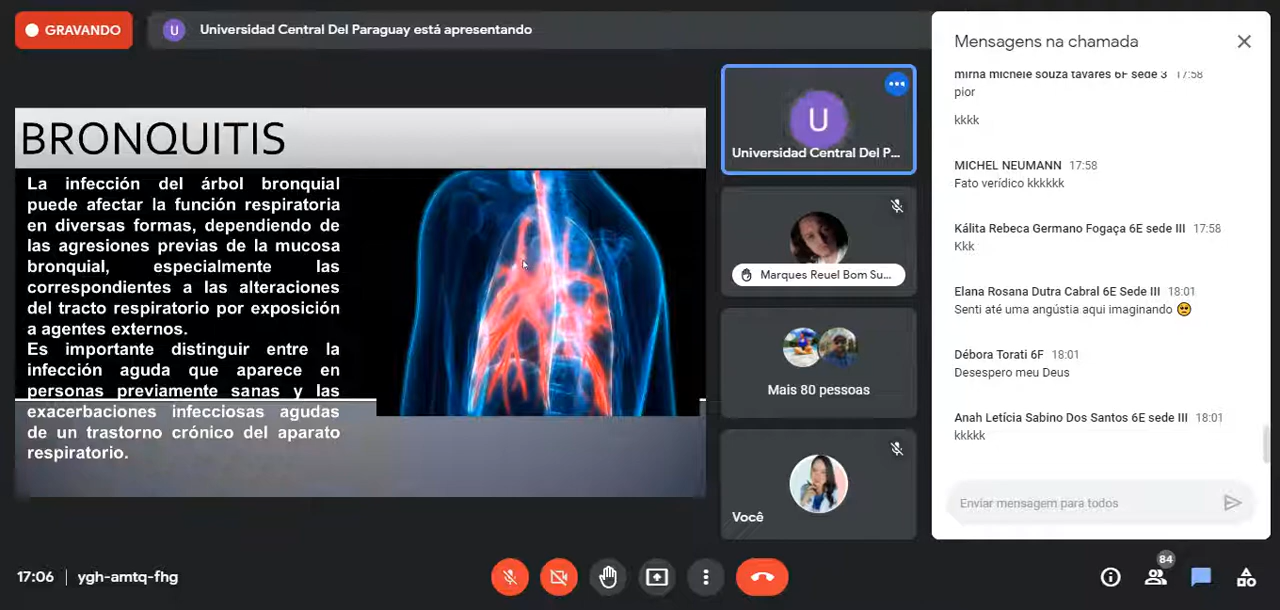 GRAVANDO
U
Universidad Central Del Paraguay está apresentando
BRONQUITIS
La infección del árbol bronquial
puede afectar la función respiratoria
en diversas formas, dependiendo de
las agresiones previas de la mucosa
bronquial, especialmente las
correspondientes a las alteraciones
del tracto respiratorio por exposición
a agentes externos.
Es importante distinguir entre la
infección aguda que aparece en
personas previamente sanas y las
exacerbaciones infecciosas agudas
de un trastorno crónico del aparato
respiratorio.
U
Universidad Central Del P...
Marques Reuel Bom Su...
Mais 80 pessoas
Você
Mensagens na chamada
mirna michele souza tavares 6F sede 3 17:58
pior
kkkk
MICHEL NEUMANN 17:58
Fato verídico kkkkkk
Kálita Rebeca Germano Fogaça 6E sede III 17:58
Kkk
Elana Rosana Dutra Cabral 6E Sede III 18:01
Senti até uma angústia aqui imaginando 🥺
Débora Torati 6F 18:01
Desespero meu Deus
Anah Letícia Sabino Dos Santos 6E sede III 18:01
kkkkk
Enviar mensagem para todos
17:06 | ygh-amtq-fhg
84